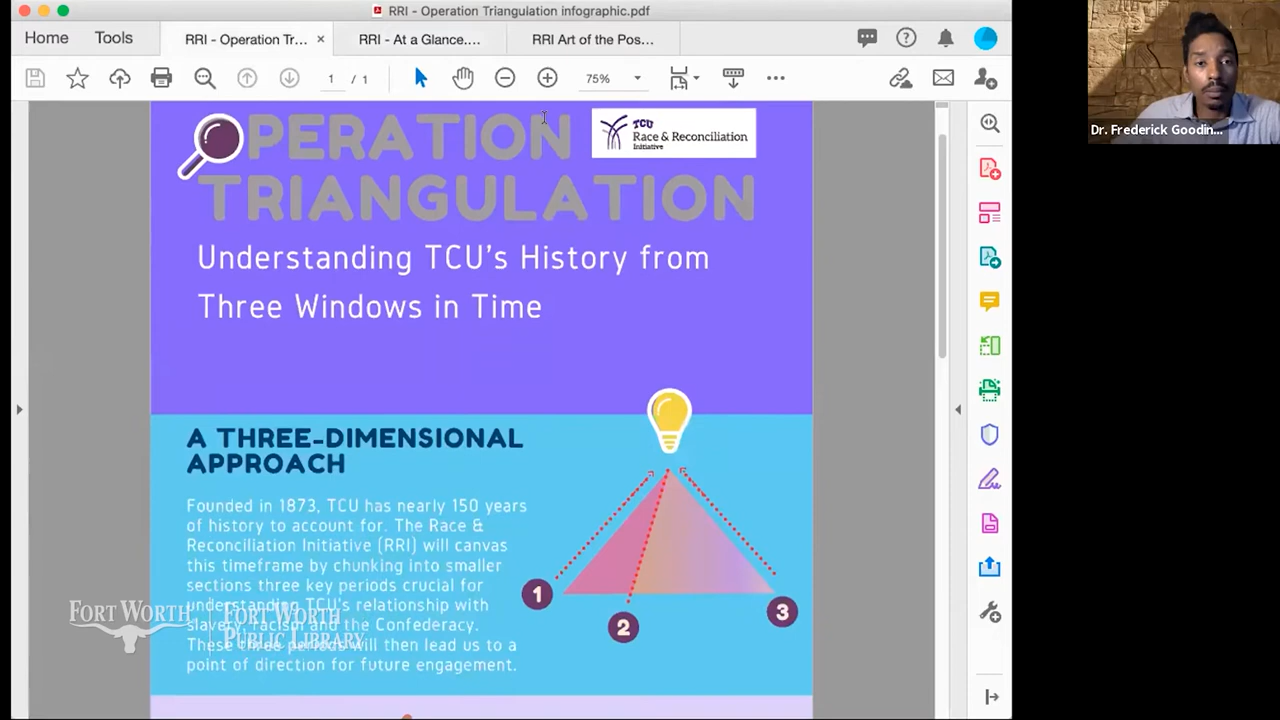 RRI - Operation Triangulation infographic.pdf
Home
Tools
RRI - Operation Tr... ×
RRI - At a Glance....
RRI Art of the Pos...
1 / 1
75%
PERATION
TRIANGULATION
TCU
Race & Reconciliation
Initiative
Understanding TCU's History from
Three Windows in Time
A THREE-DIMENSIONAL
APPROACH
Founded in 1873, TCU has nearly 150 years
of history to account for. The Race &
Reconciliation Initiative (RRI) will canvas
this timeframe by chunking into smaller
sections three key periods crucial for
understanding TCU's relationship with
slavery, racism and the Confederacy.
These three periods will then lead us to a
point of direction for future engagement.
1
2
3
FORT WORTH
FORT WORTH
PUBLIC LIBRARY
Dr. Frederick Goodin...